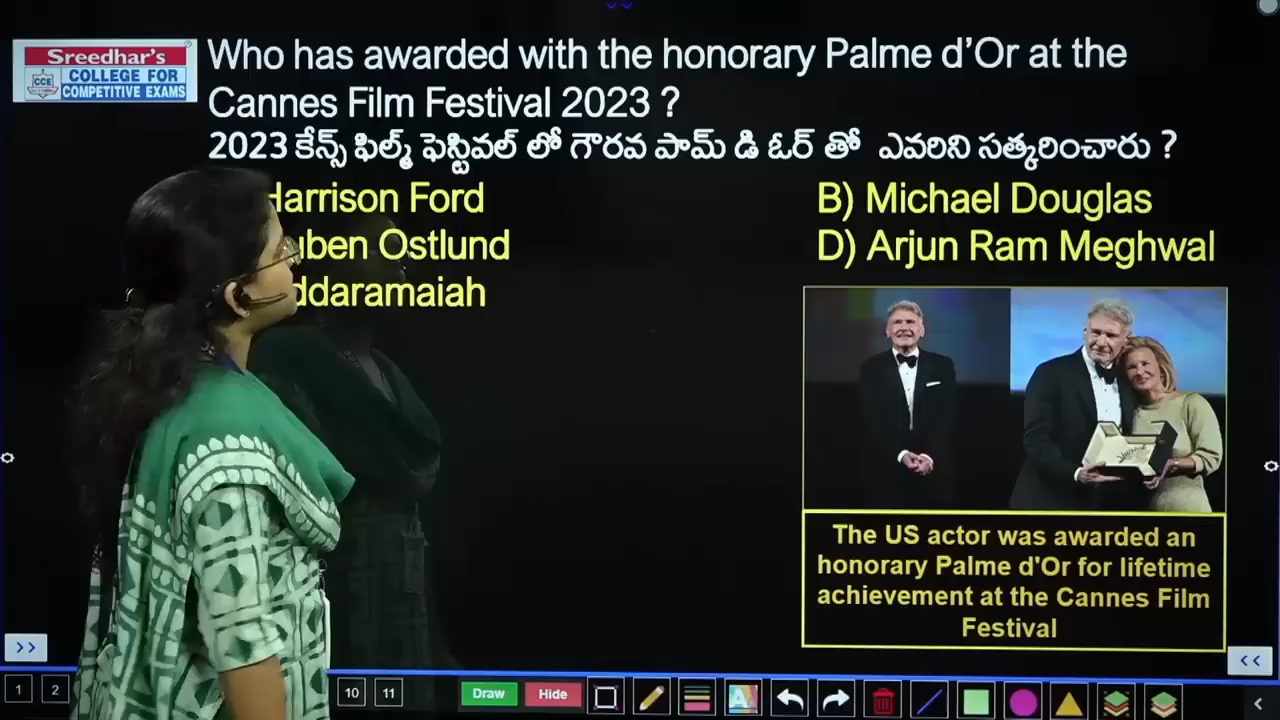 Sreedhar's
CCE
COLLEGE FOR
COMPETITIVE EXAMS
Who has awarded with the honorary Palme d'Or at the
Cannes Film Festival 2023 ?
2023 కేన్స్ ఫిల్మ్ ఫెస్టివల్ లో గౌరవ పామ్ డి ఓర్ తో ఎవరిని సత్కరించారు ?
Harrison Ford
B) Michael Douglas
Ostlund
D) Arjun Ram Meghwal
The US actor was awarded an
honorary Palme d'Or for lifetime
achievement at the Cannes Film
Festival
>>
<<
1 2 10 11 Draw Hide A <